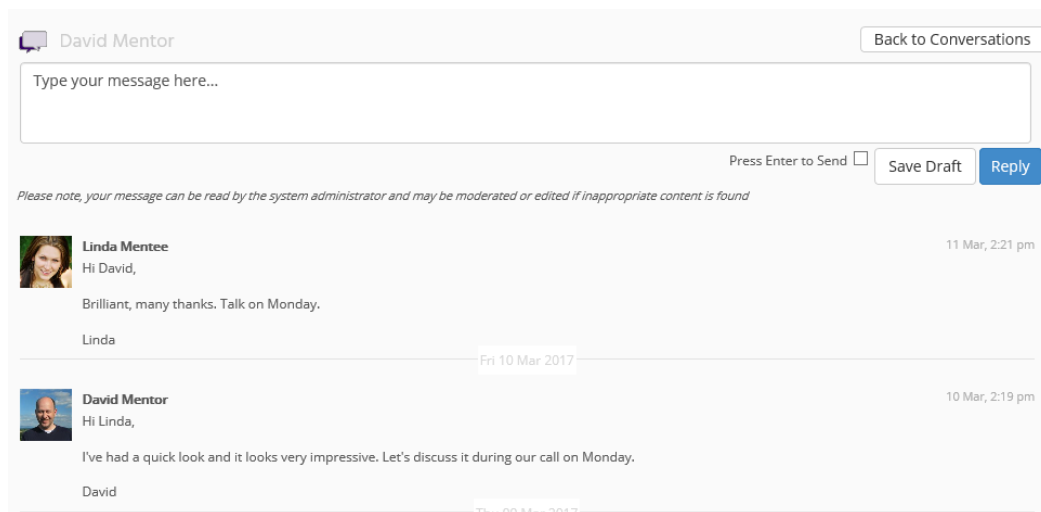 David Mentor
Back to Conversations
Type your message here...
Press Enter to Send
Save Draft
Reply
Please note, your message can be read by the system administrator and may be moderated or edited if inappropriate content is found
Linda Mentee
11 Mar, 2:21 pm
Hi David,
Brilliant, many thanks. Talk on Monday.
Linda
Fri 10 Mar 2017
David Mentor
10 Mar, 2:19 pm
Hi Linda,
I've had a quick look and it looks very impressive. Let's discuss it during our call on Monday.
David
Thu 09 Mar 2017